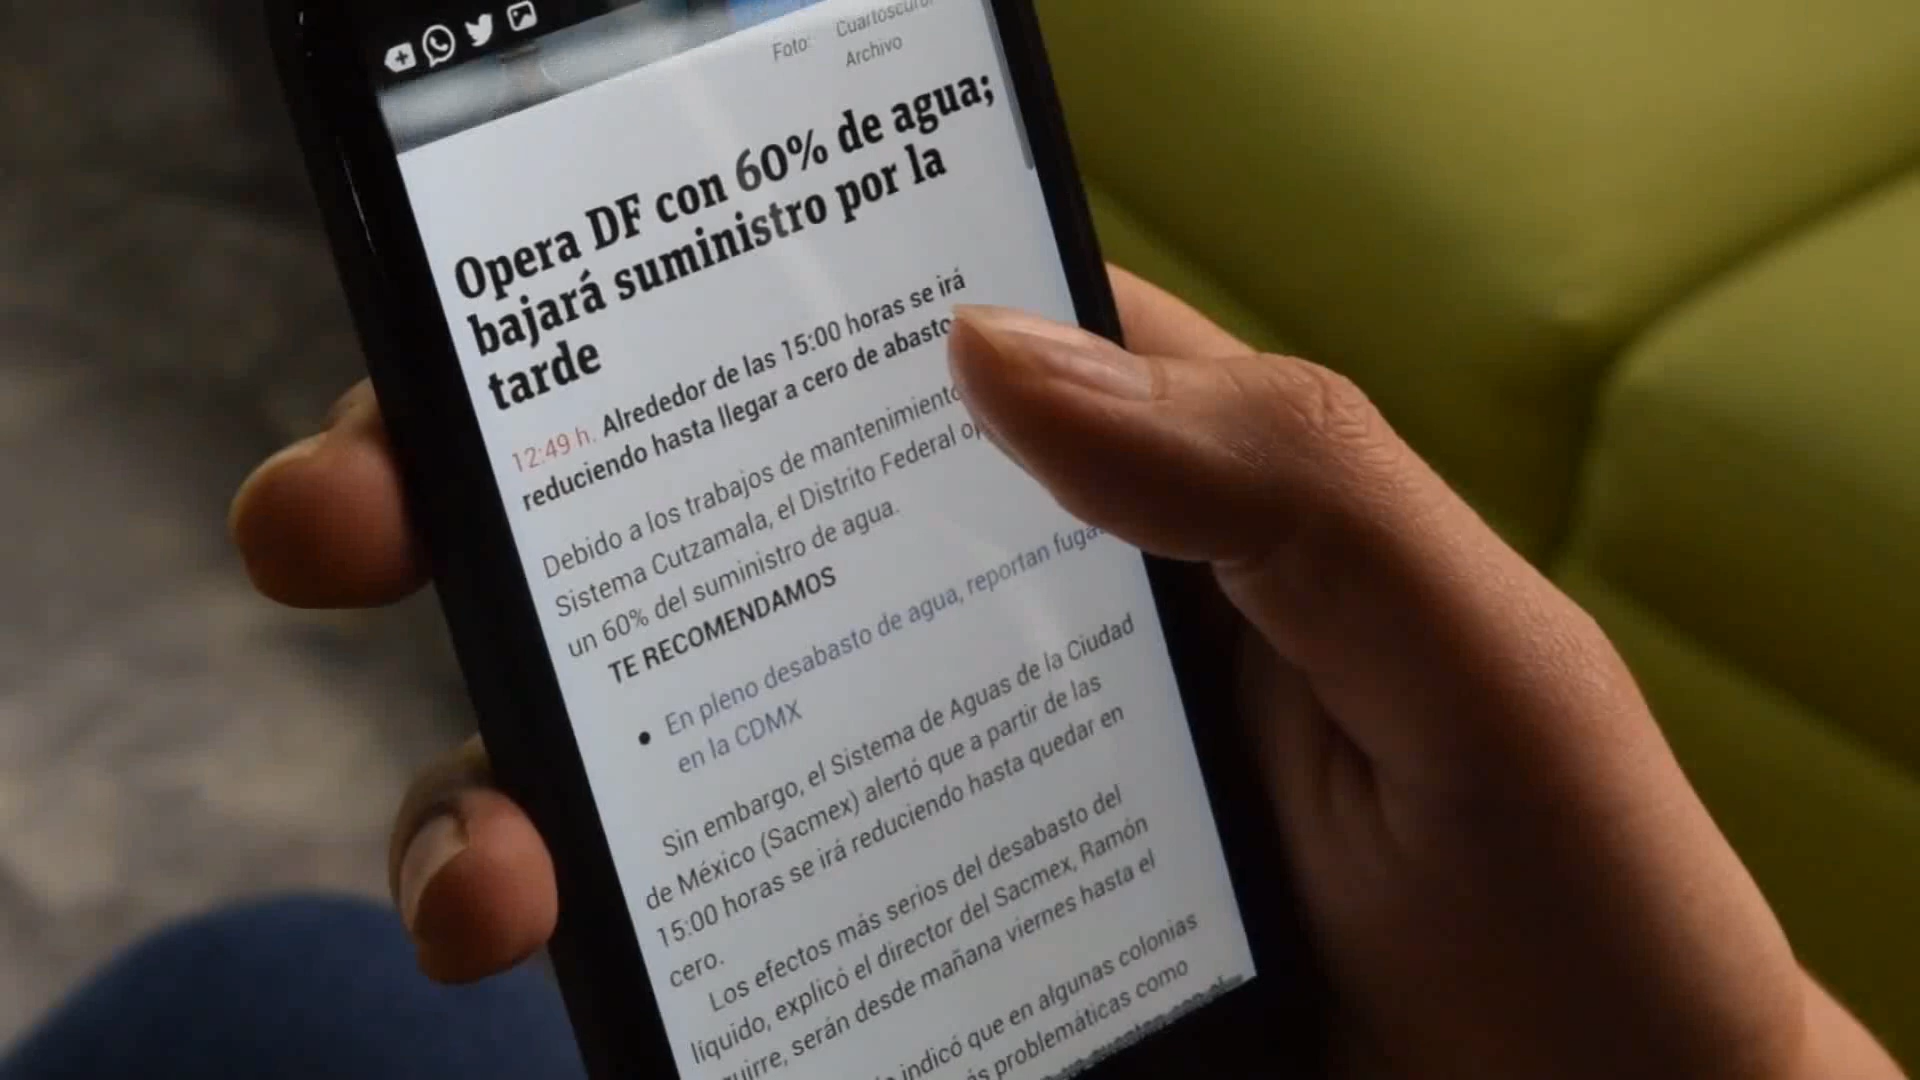 Foto: Cuartoscuro.
Archivo
Opera DF con 60% de agua;
bajará suministro por la
tarde
12:49 h. Alrededor de las 15:00 horas se irá
reduciendo hasta llegar a cero de abasto
Debido a los trabajos de mantenimiento
Sistema Cutzamala, el Distrito Federal
un 60% del suministro de agua.
TE RECOMENDAMOS
• En pleno desabasto de agua, reportan
en la CDMX
Sin embargo, el Sistema de Aguas de la Ciudad
de México (Sacmex) alertó que a partir de las
15:00 horas se irá reduciendo hasta quedar en
cero.
Los efectos más serios del desabasto del
líquido, explicó el director del Sacmex, Ramón
serán desde mañana viernes hasta el
indicó que en algunas colonias
problemáticas como